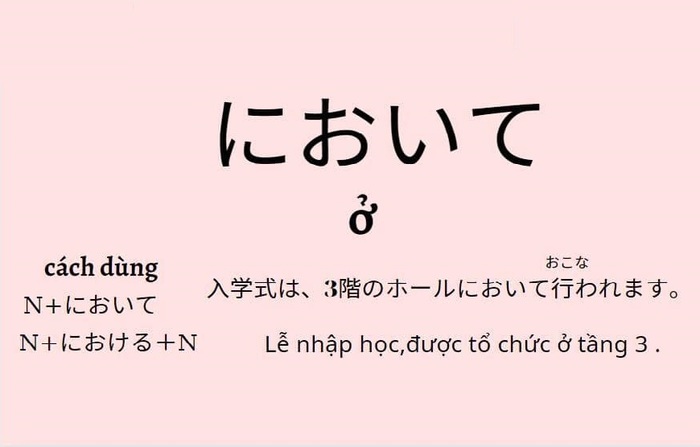 において
ở
cách dùng
N+において
N+における+N
おこな
入学式は、3階のホールにおいて行われます。
Lễ nhập học,được tổ chức ở tầng 3 .